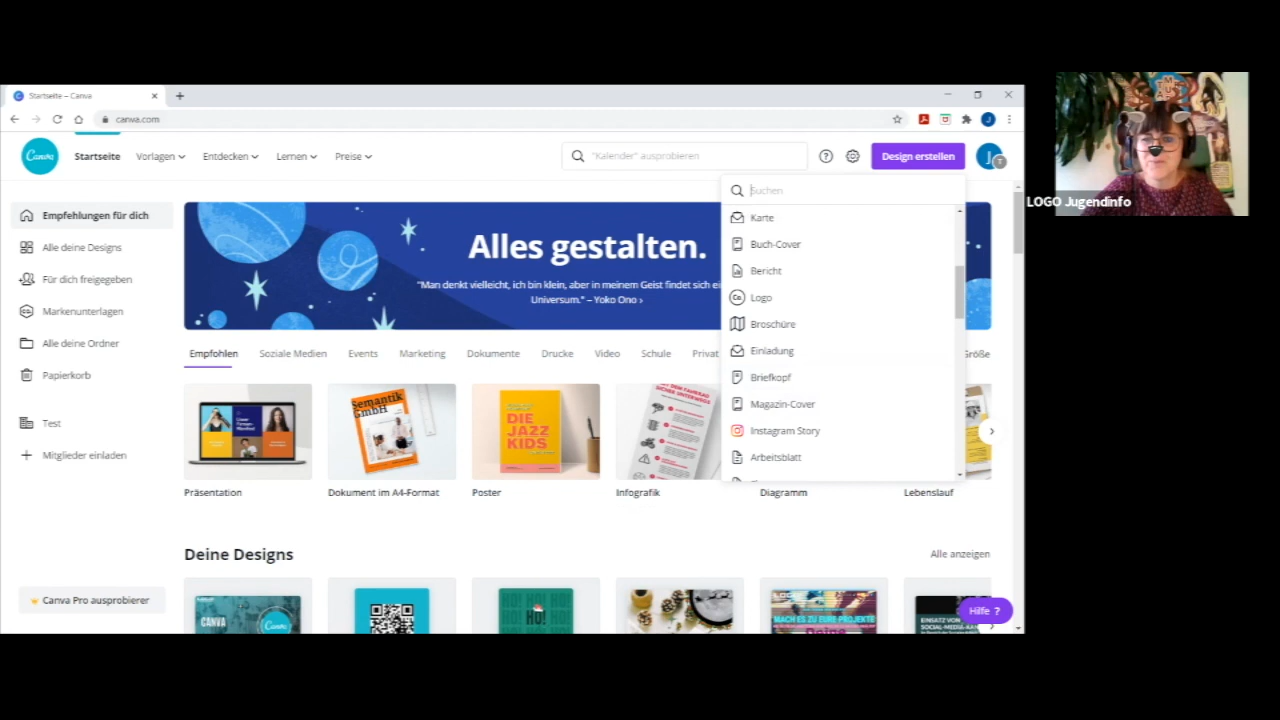 Startseite – Canva
canva.com
Canva
Startseite
Vorlagen
Entdecken
Lernen
Preise
"Kalender" ausprobieren
Design erstellen
J
T
LOGO Jugendinfo
Suchen
Karte
Buch-Cover
Bericht
Logo
Broschüre
Einladung
Briefkopf
Magazin-Cover
Instagram Story
Arbeitsblatt
Empfehlungen für dich
Alle deine Designs
Für dich freigegeben
Markenunterlagen
Alle deine Ordner
Papierkorb
Test
Mitglieder einladen
Canva Pro ausprobierer
Alles gestalten.
"Man denkt vielleicht, ich bin klein, aber in meinem Geist findet sich ei
Universum." – Yoko Ono ›
Empfohlen
Soziale Medien
Events
Marketing
Dokumente
Drucke
Video
Schule
Privat
Größe
Semantik
GmbH
DIE
JAZZ
KIDS
Präsentation
Dokument im A4-Format
Poster
Infografik
Diagramm
Lebenslauf
Deine Designs
Alle anzeigen
CANVA
Canva
HO! HO! HO!
HO!
MACH ES ZU EURE PROJEKTE
EINSATZ VON
Hilfe ?